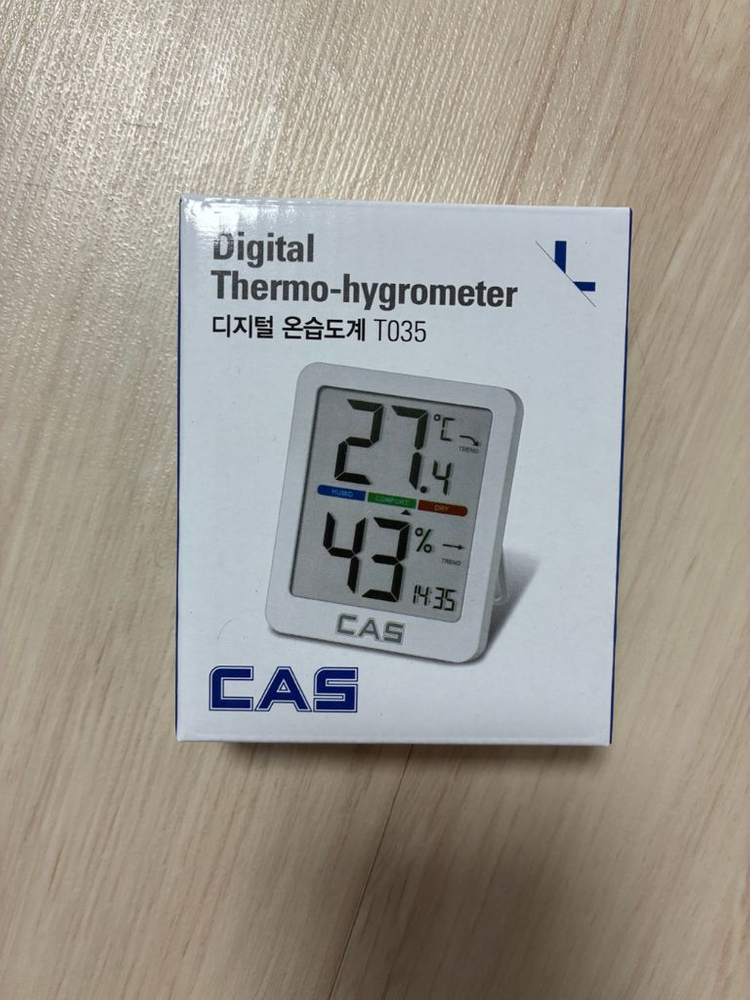 Digital
Thermo-hygrometer
디지털 온습도계 T035
27.4 °C
TREND
HUMID COMFORT DRY
43 %
TREND
14:35
CAS
CAS